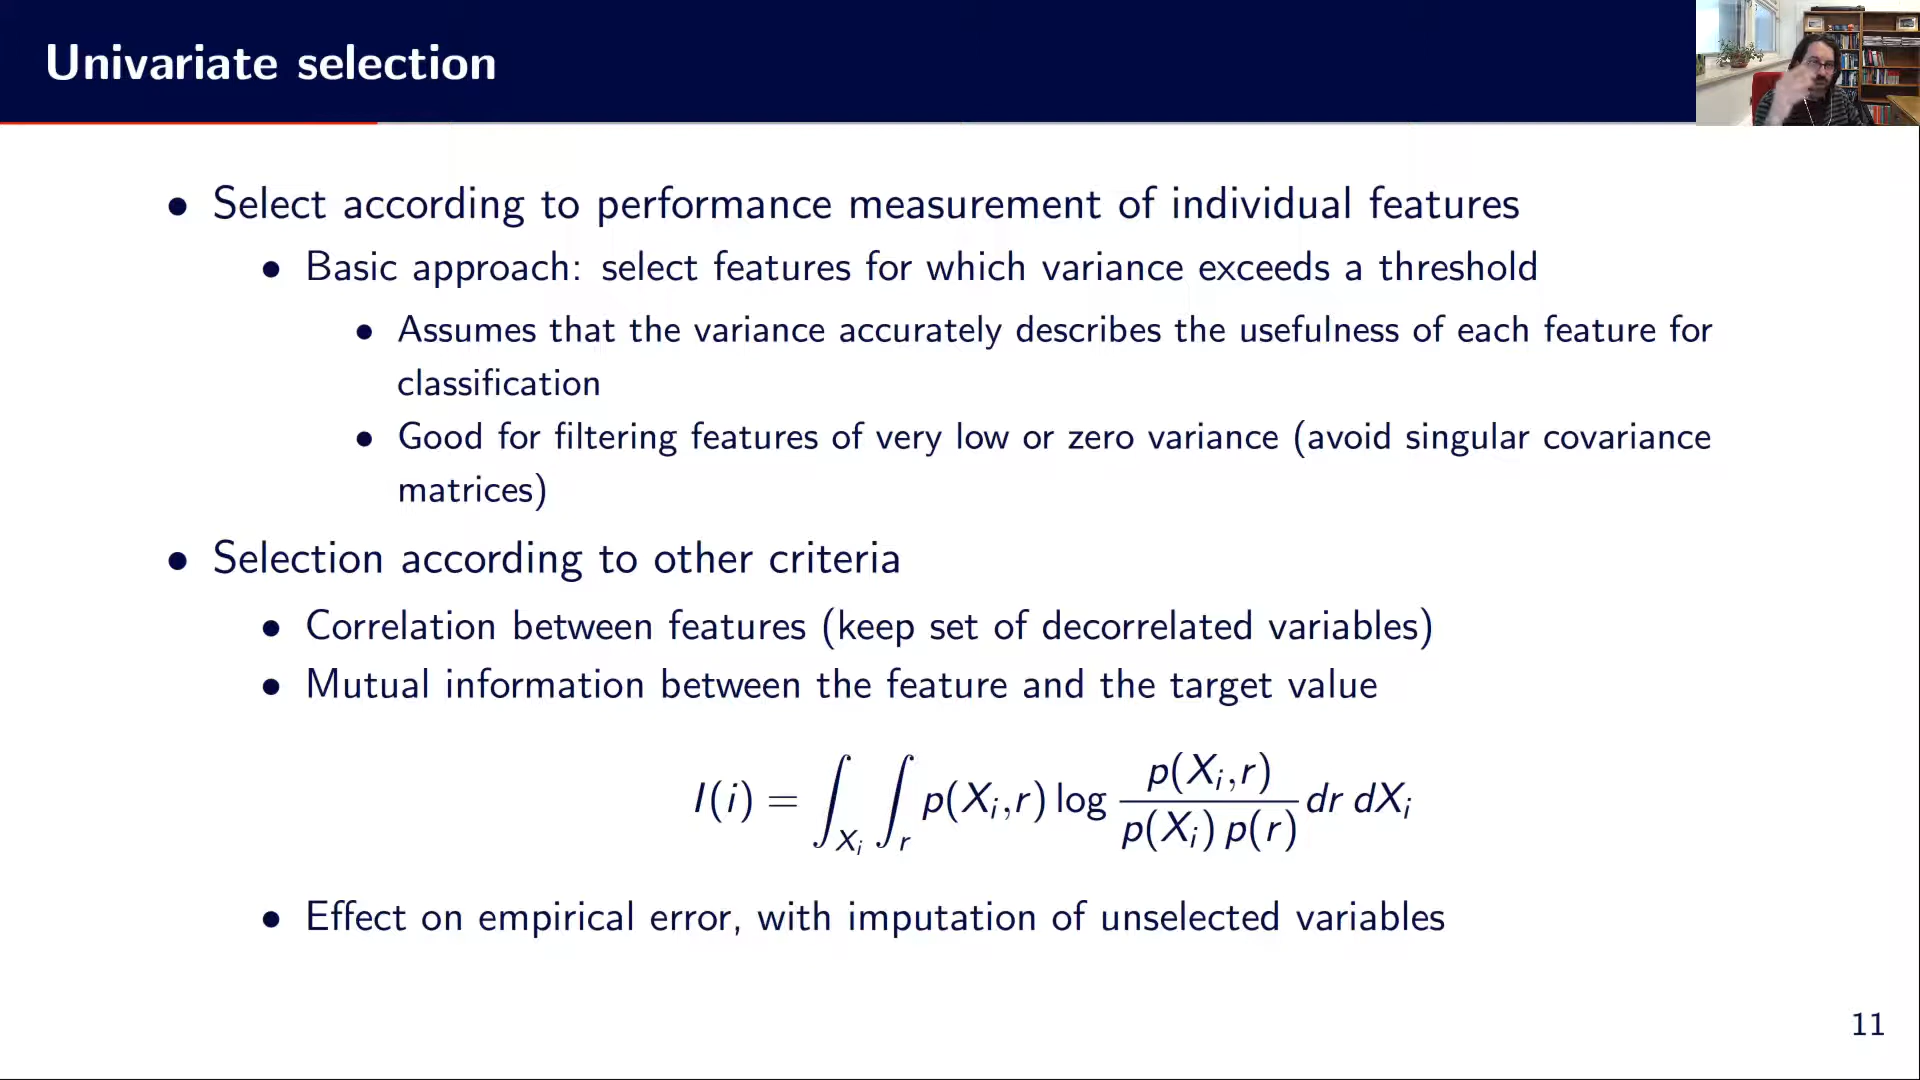 Univariate selection
• Select according to performance measurement of individual features
• Basic approach: select features for which variance exceeds a threshold
• Assumes that the variance accurately describes the usefulness of each feature for
classification
• Good for filtering features of very low or zero variance (avoid singular covariance
matrices)
• Selection according to other criteria
• Correlation between features (keep set of decorrelated variables)
• Mutual information between the feature and the target value
I(i) = ∫_{X_i} ∫_r p(X_i,r) log \frac{p(X_i,r)}{p(X_i) p(r)} dr dX_i
• Effect on empirical error, with imputation of unselected variables
11